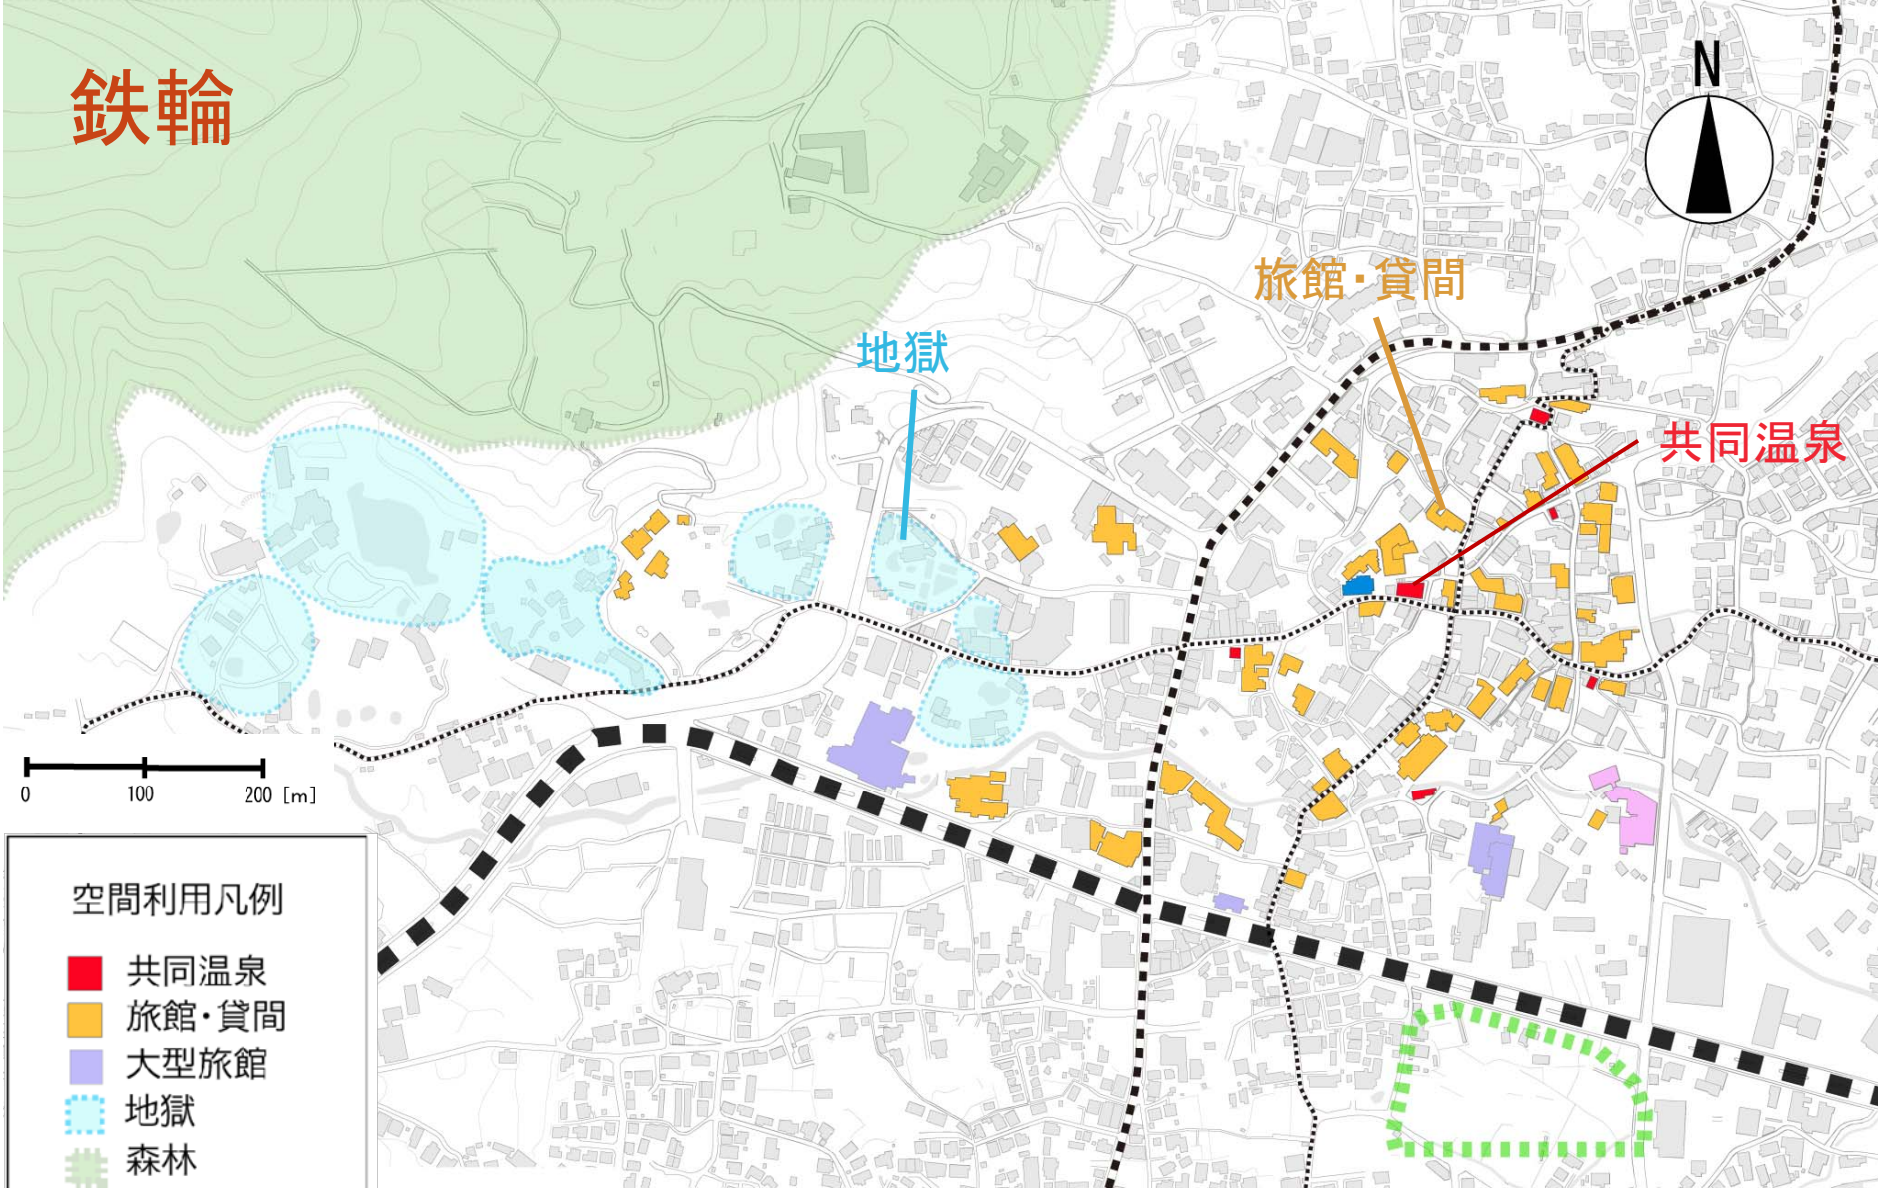 鉄輪
N
旅館・貸間
地獄
共同温泉
0 100 200 [m]
空間利用凡例
共同温泉
旅館・貸間
大型旅館
地獄
森林